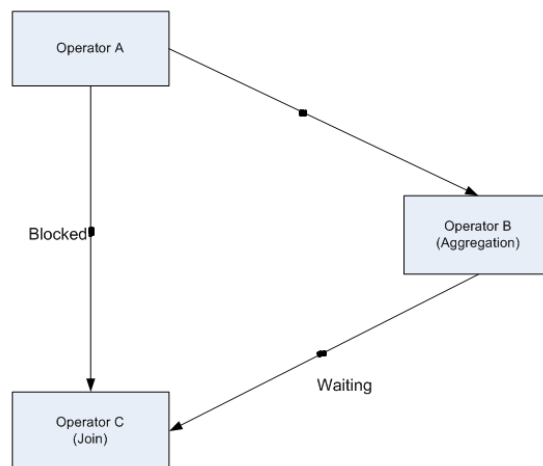 Operator A
Blocked
Operator B
(Aggregation)
Waiting
Operator C
(Join)